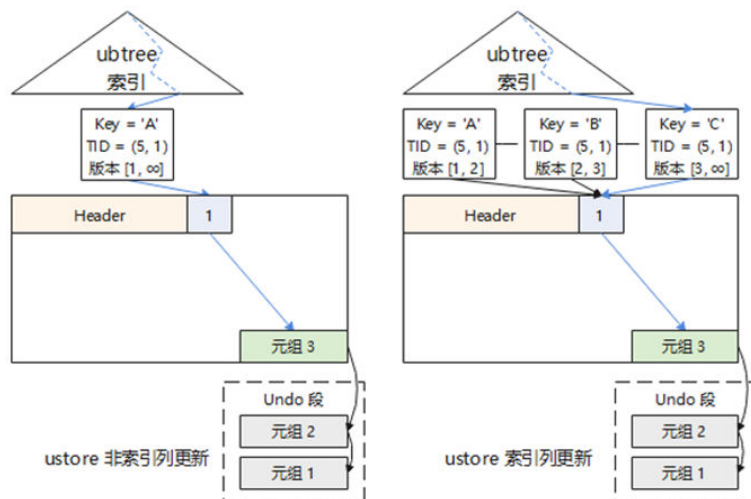 ubtree
索引
Key = 'A'
TID = (5, 1)
版本 [1, ∞]
Header
1
元组 3
Undo 段
元组 2
元组 1
ustore 非索引列更新
ubtree
索引
Key = 'A'
TID = (5, 1)
版本 [1, 2]
Key = 'B'
TID = (5, 1)
版本 [2, 3]
Key = 'C'
TID = (5, 1)
版本 [3, ∞]
Header
1
元组 3
Undo 段
元组 2
元组 1
ustore 索引列更新